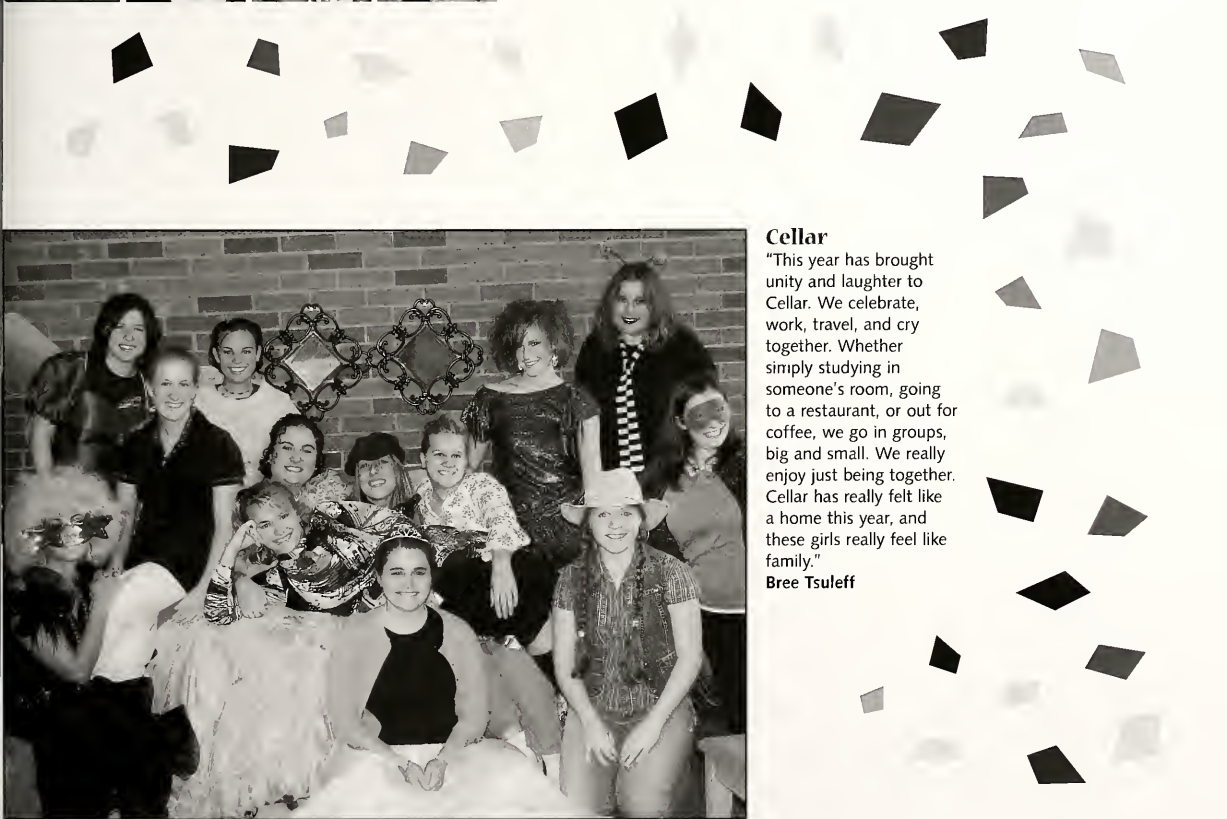 Cellar
“This year has brought
unity and laughter to
Cellar. We celebrate,
work, travel, and cry
together. Whether
simply studying in
someone's room, going
to a restaurant, or out for
coffee, we go in groups,
big and small. We really
enjoy just being together.
Cellar has really felt like
a home this year, and
these girls really feel like
family.”
Bree Tsuleff